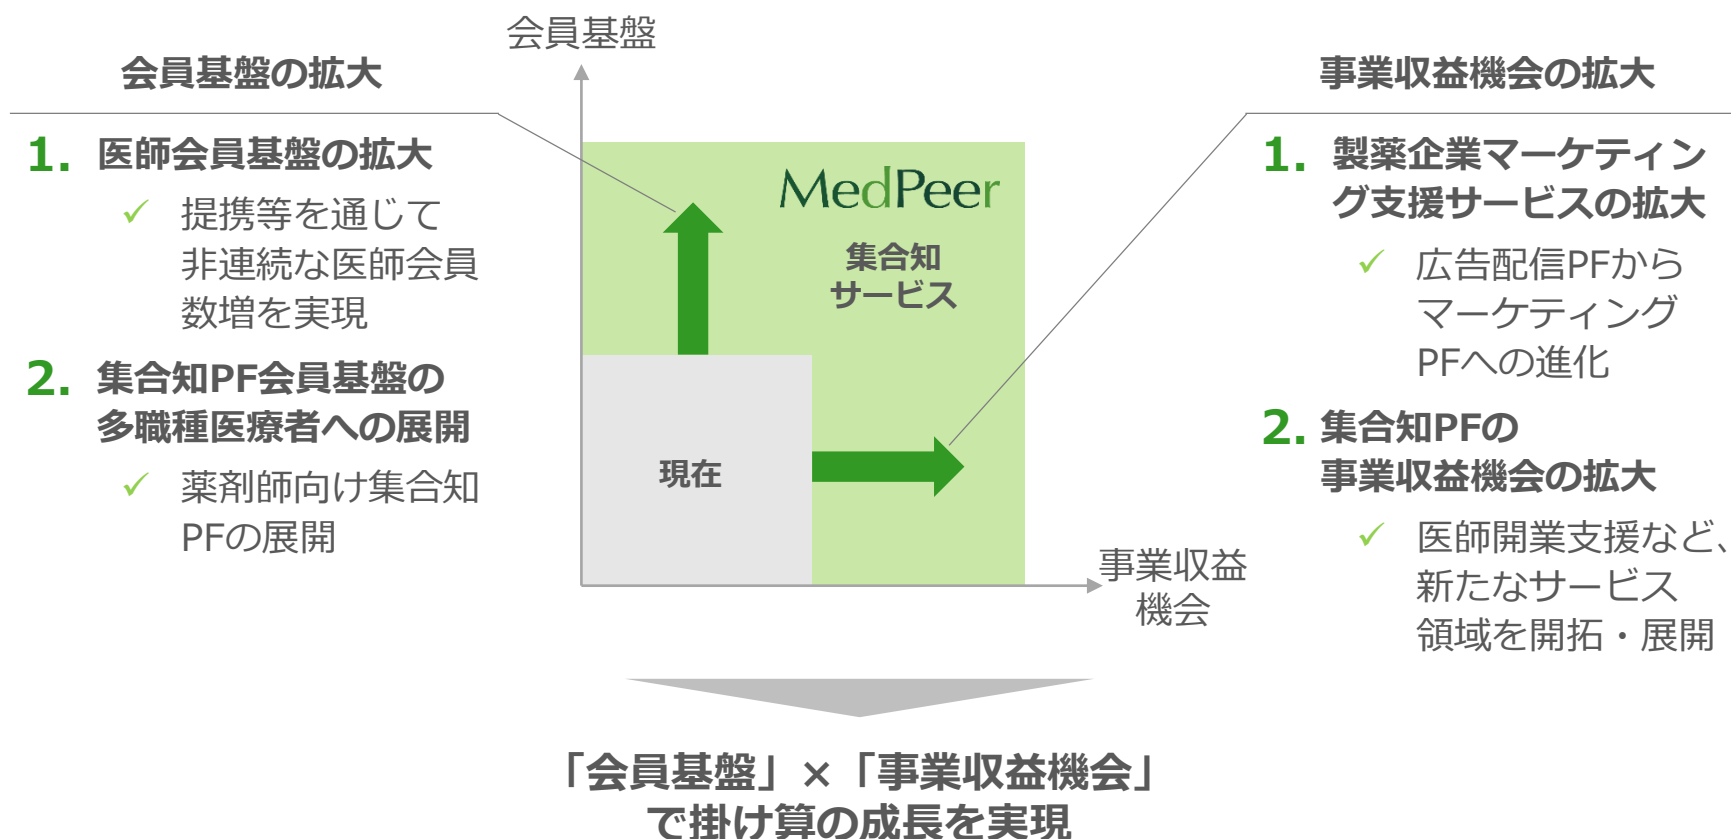 会員基盤の拡大
1. 医師会員基盤の拡大
✓ 提携等を通じて
非連続な医師会員
数増を実現
2. 集合知PF会員基盤の
多職種医療者への展開
✓ 薬剤師向け集合知
PFの展開
会員基盤
MedPeer
集合知
サービス
現在
事業収益
機会
事業収益機会の拡大
1. 製薬企業マーケティン
グ支援サービスの拡大
✓ 広告配信PFから
マーケティング
PFへの進化
2. 集合知PFの
事業収益機会の拡大
✓ 医師開業支援など、
新たなサービス
領域を開拓・展開
「会員基盤」×「事業収益機会」
で掛け算の成長を実現